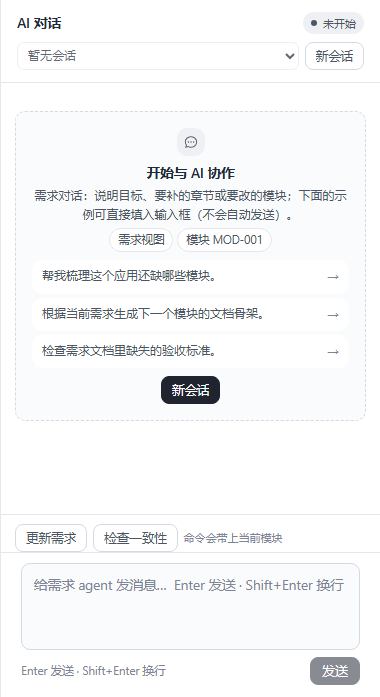 AI 对话
未开始
暂无会话
新会话
开始与 AI 协作
需求对话：说明目标、要补的章节或要改的模块；下面的示
例可直接填入输入框（不会自动发送）。
需求视图
模块 MOD-001
帮我梳理这个应用还缺哪些模块。 →
根据当前需求生成下一个模块的文档骨架。 →
检查需求文档里缺失的验收标准。 →
新会话
更新需求
检查一致性
命令会带上当前模块
给需求 agent 发消息... Enter 发送 · Shift+Enter 换行
Enter 发送 · Shift+Enter 换行
发送